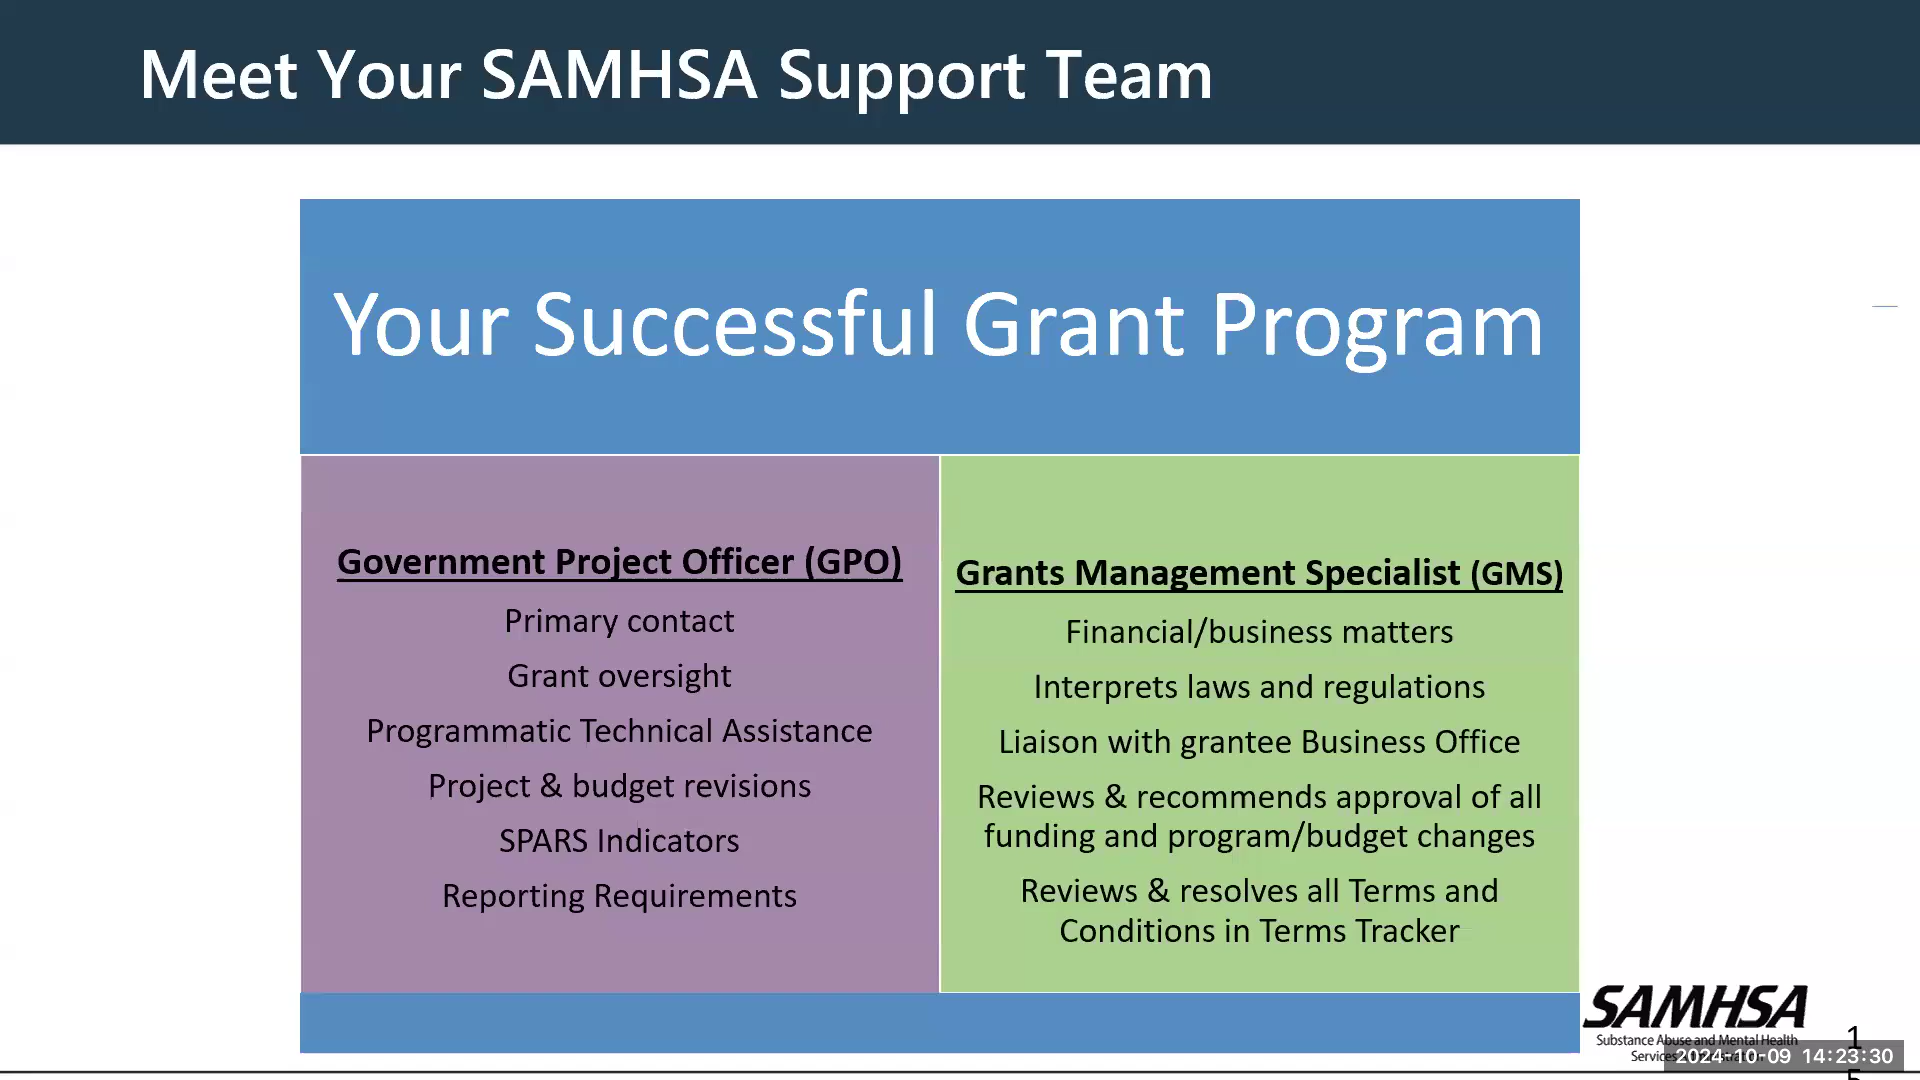 Meet Your SAMHSA Support Team
Your Successful Grant Program
Government Project Officer (GPO)
Primary contact
Grant oversight
Programmatic Technical Assistance
Project & budget revisions
SPARS Indicators
Reporting Requirements
Grants Management Specialist (GMS)
Financial/business matters
Interprets laws and regulations
Liaison with grantee Business Office
Reviews & recommends approval of all
funding and program/budget changes
Reviews & resolves all Terms and
Conditions in Terms Tracker
SAMHSA
Substance Abuse and Mental Health
1
2024-10-09 14:23:30